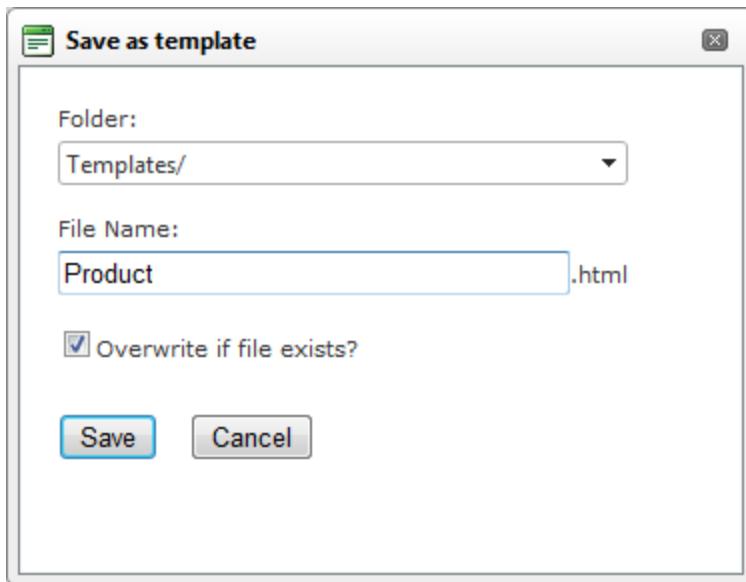 Save as template
Folder:
Templates/
File Name:
Product .html
Overwrite if file exists?
Save Cancel